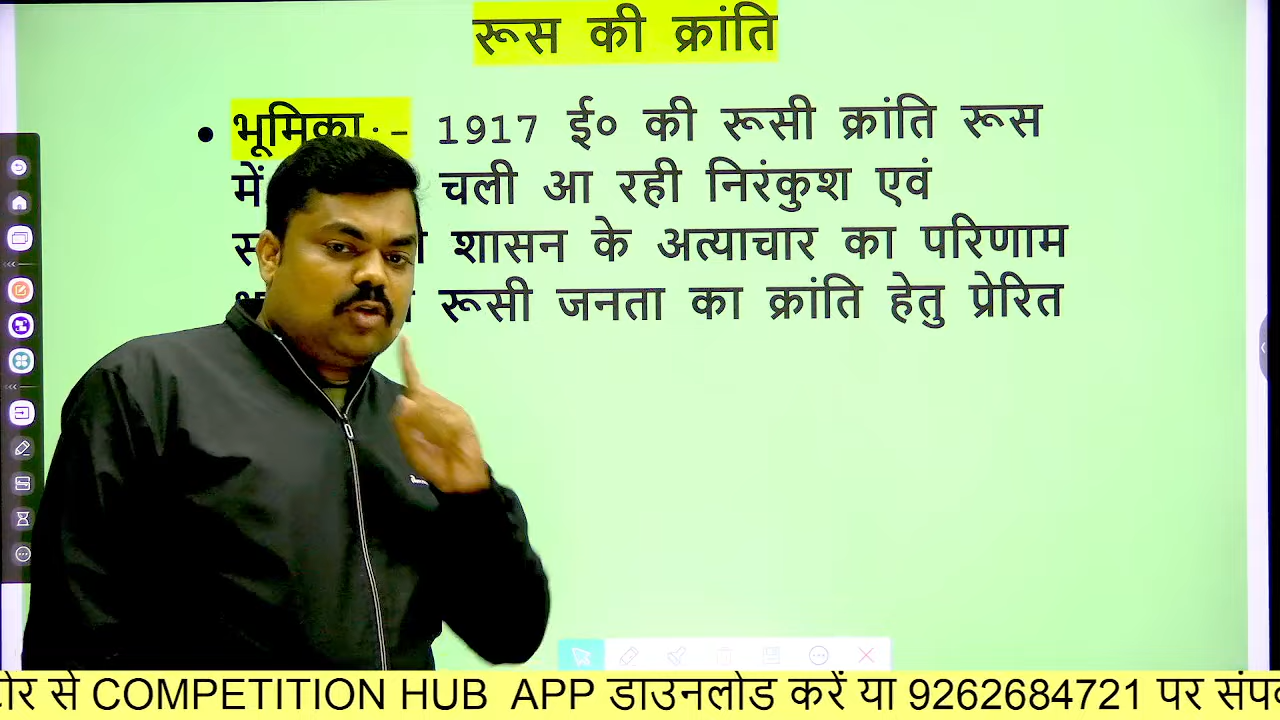 रूस की क्रांति
भूमिका:- 1917 ई० की रूसी क्रांति रूस
में चली आ रही निरंकुश एवं
शासन के अत्याचार का परिणाम
रूसी जनता का क्रांति हेतु प्रेरित
से COMPETITION HUB APP डाउनलोड करें या 9262684721 पर